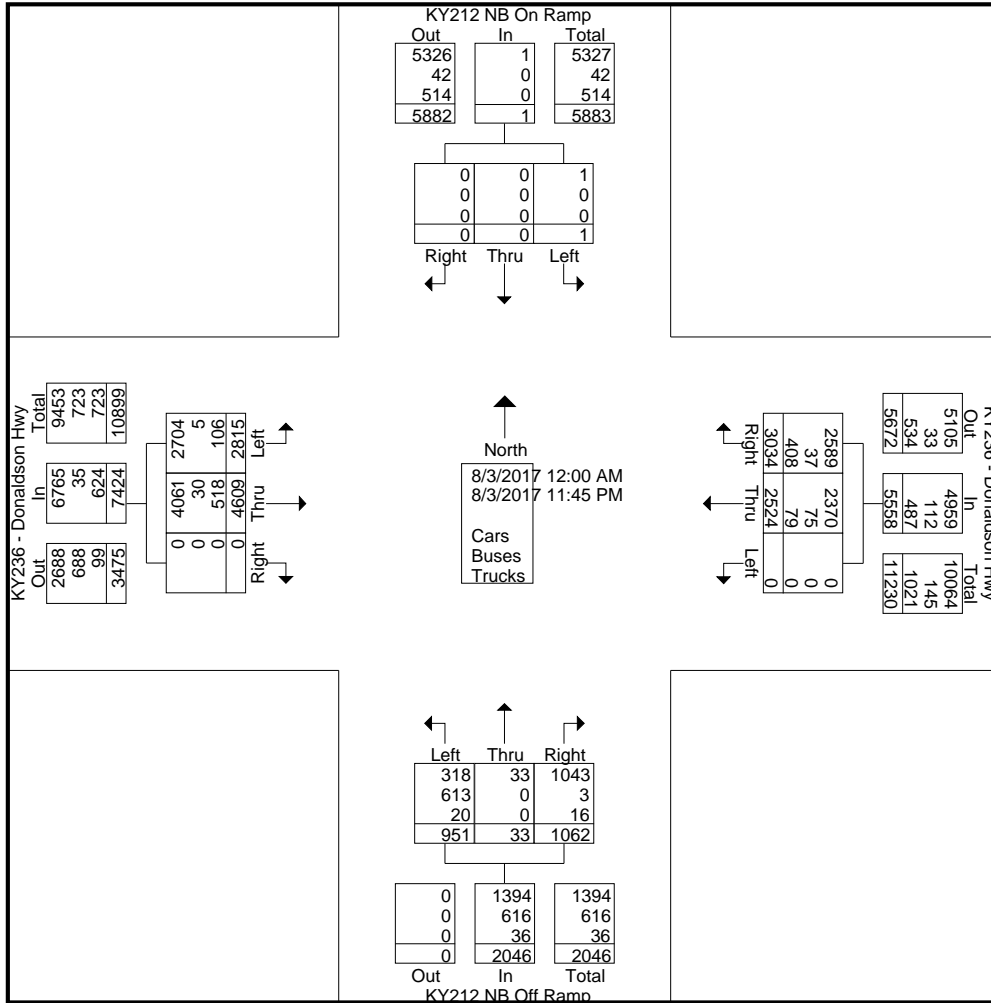 KY212 NB On Ramp
Out In Total
5326 1 5327
42 0 42
514 0 514
5882 1 5883
0 0 1
0 0 0
0 0 0
0 0 1
Right Thru Left
KY236 - Donaldson Hwy
Total In Out
9453 6765 2688
723 35 688
723 624 99
10899 7424 3475
2704 4061 0
5 30 0
106 518 0
2815 4609 0
Left Thru Right
North
8/3/2017 12:00 AM
8/3/2017 11:45 PM
Cars
Buses
Trucks
Right Thru Left
2589 2370 0
37 75 0
408 79 0
3034 2524 0
KY236 - Donaldson Hwy
Out In Total
5105 4959 10064
33 112 145
534 487 1021
5672 5558 11230
Left Thru Right
318 33 1043
613 0 3
20 0 16
951 33 1062
0 1394 1394
0 616 616
0 36 36
0 2046 2046
Out In Total
KY212 NB Off Ramp